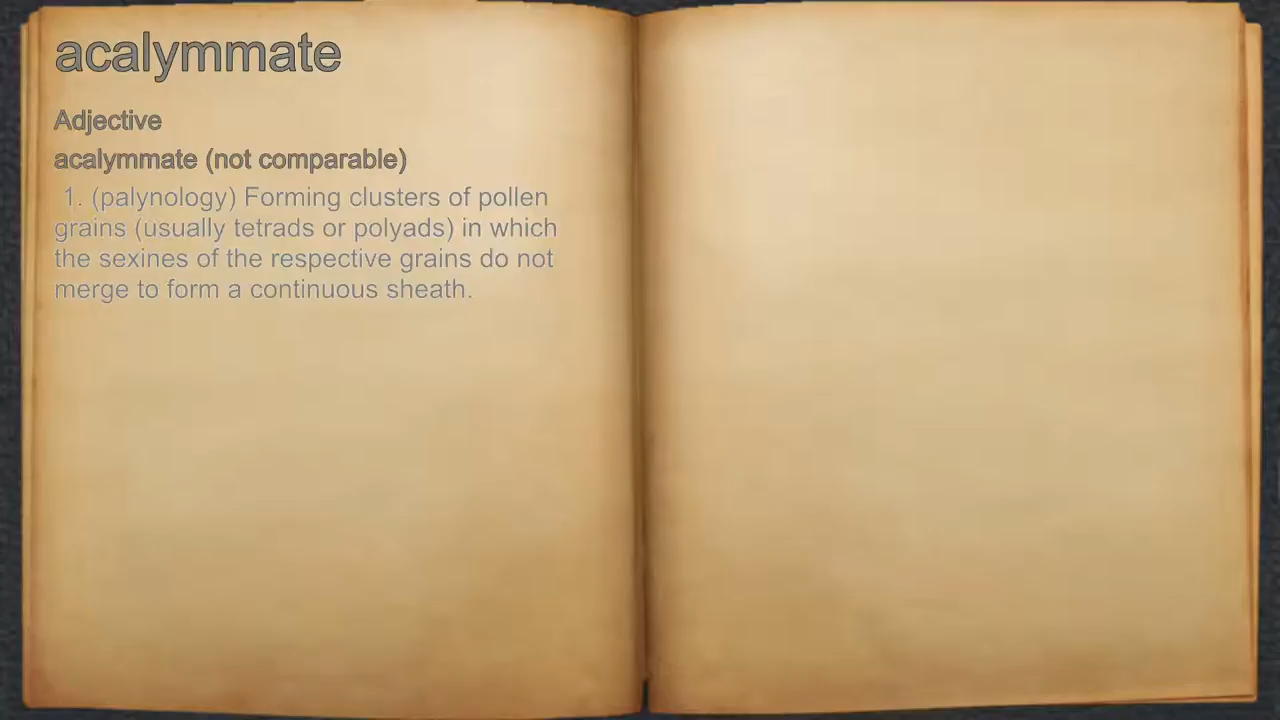 acalymmate
Adjective
acalymmate (not comparable)
1. (palynology) Forming clusters of pollen
grains (usually tetrads or polyads) in which
the sexines of the respective grains do not
merge to form a continuous sheath.